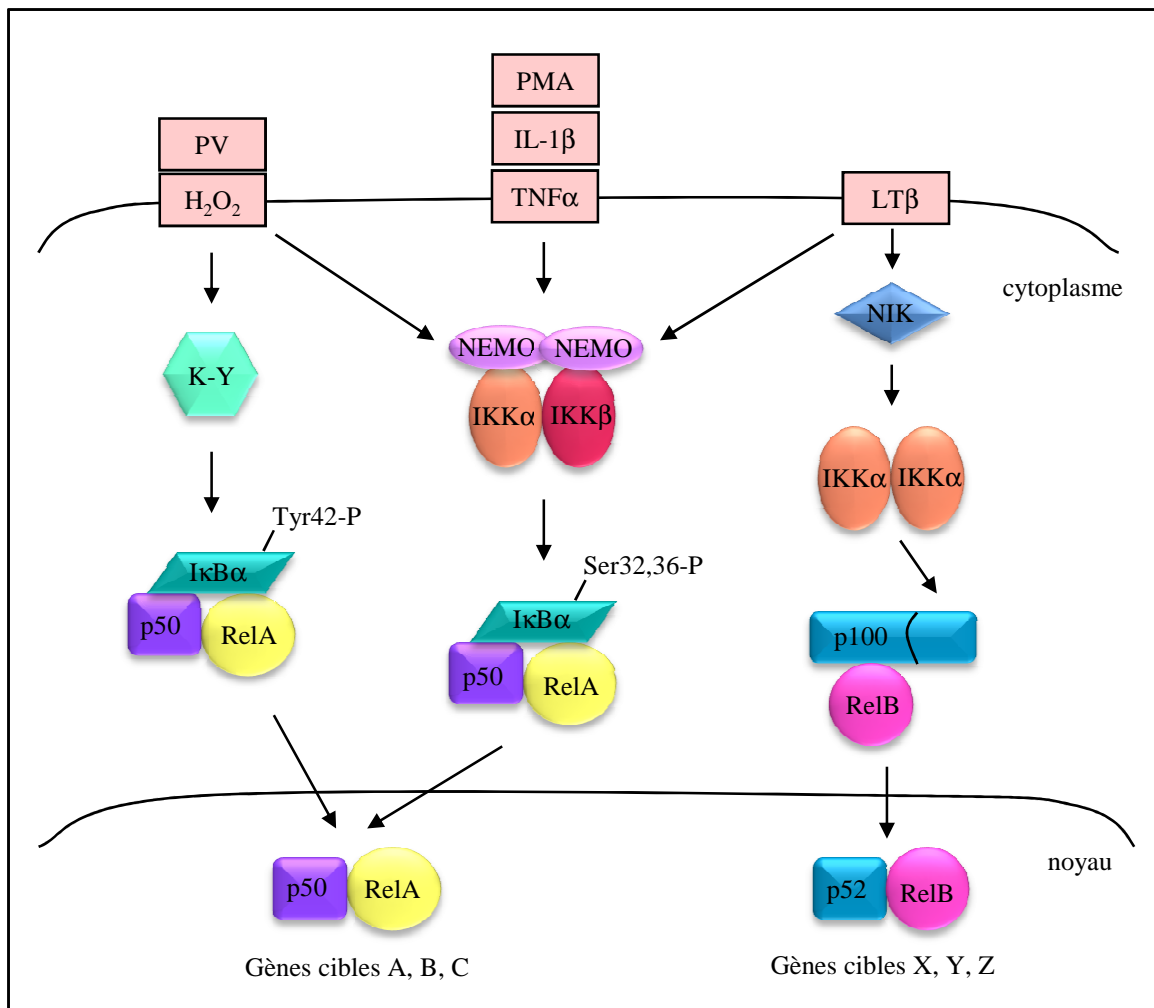 PMA
PV
IL-1β
H₂O₂
TNFα
LTβ
cytoplasme
NIK
NEMO NEMO
K-Y
IKKα IKKβ
IKKα IKKα
Tyr42-P
IκBα
Ser32,36-P
p50 RelA
IκBα
p100
p50 RelA
RelB
noyau
p50 RelA
p52 RelB
Gènes cibles A, B, C
Gènes cibles X, Y, Z